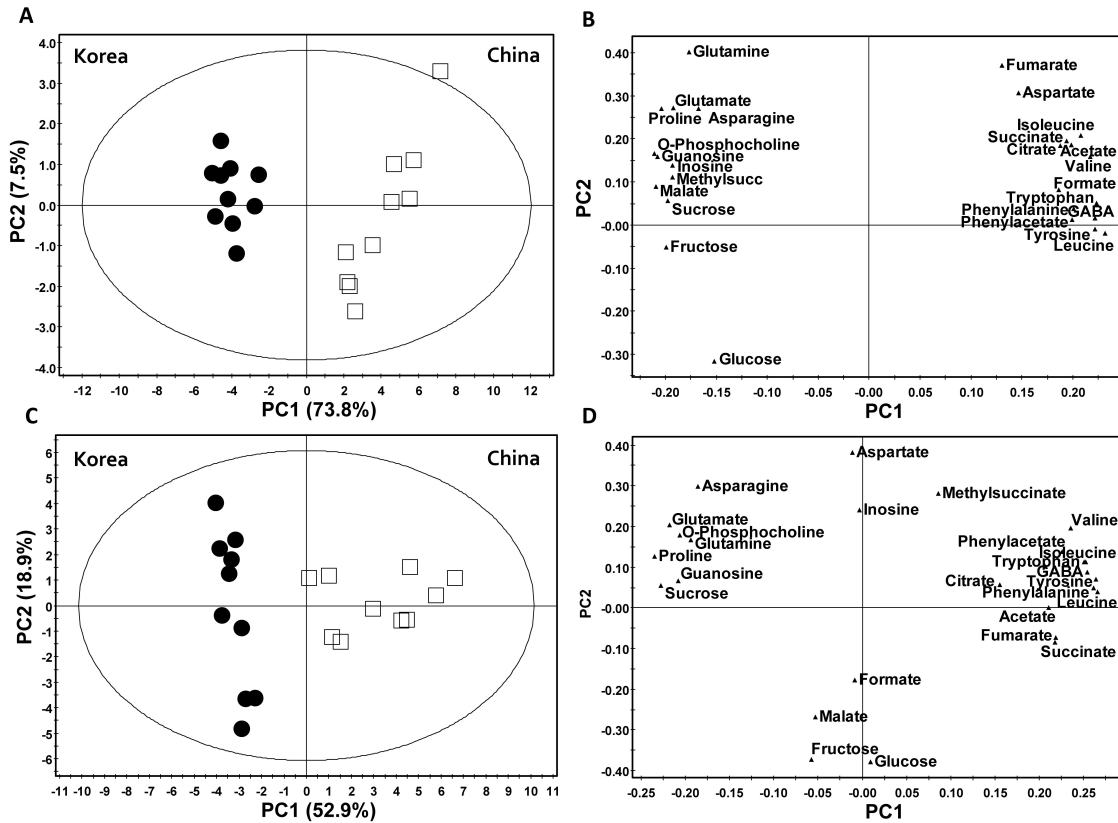 A
Korea
China
4.0
3.0
2.0
1.0
0.0
-1.0
-2.0
-3.0
-4.0
PC2 (7.5%)
-12 -10 -8 -6 -4 -2 0 2 4 6 8 10 12
PC1 (73.8%)
B
0.40
0.30
0.20
0.10
-0.00
-0.10
-0.20
-0.30
PC2
Glutamine
Fumarate
Aspartate
Glutamate
Proline Asparagine
Isoleucine
Succinate
O-Phosphocholine
Citrate Acetate
Guanosine
Inosine
Valine
Methylsucc
Formate
Malate
Tryptophan
Sucrose
Phenylalanine GABA
Phenylacetate
Tyrosine
Fructose
Leucine
Glucose
-0.20 -0.15 -0.10 -0.05 -0.00 0.05 0.10 0.15 0.20
PC1
C
Korea
China
6
5
4
3
2
1
0
-1
-2
-3
-4
-5
-6
PC2 (18.9%)
-11 -10 -9 -8 -7 -6 -5 -4 -3 -2 -1 0 1 2 3 4 5 6 7 8 9 10 11
PC1 (52.9%)
D
0.40
0.30
0.20
0.10
-0.00
-0.10
-0.20
-0.30
-0.40
PC2
Aspartate
Asparagine
Methylsuccinate
Inosine
Glutamate
Valine
O-Phosphocholine
Glutamine
Phenylacetate
Proline
Isoleucine
Tryptophan
Guanosine
GABA
Sucrose
Citrate Tyrosine
Phenylalanine
Leucine
Acetate
Fumarate
Succinate
Formate
Malate
Fructose
Glucose
-0.25 -0.20 -0.15 -0.10 -0.05 -0.00 0.05 0.10 0.15 0.20 0.25
PC1